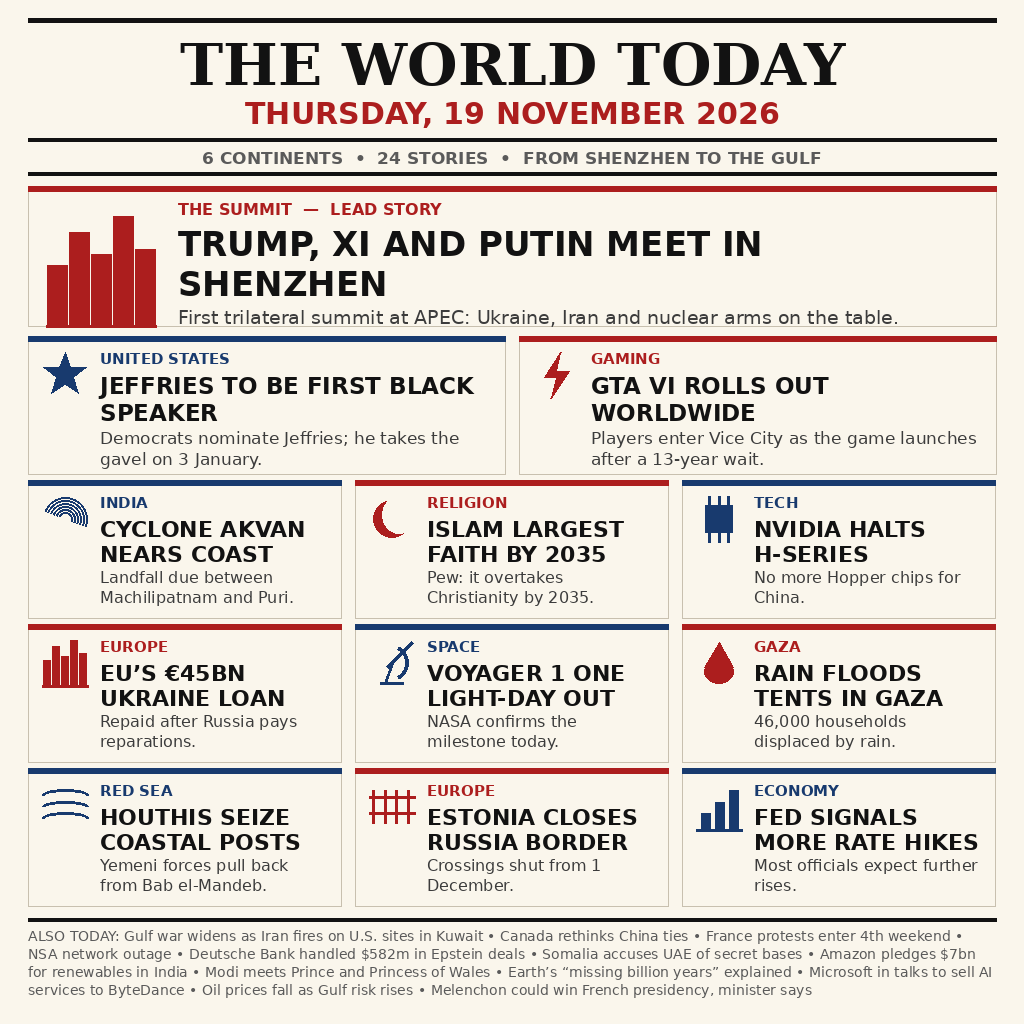 THE WORLD TODAY
THURSDAY, 19 NOVEMBER 2026
6 CONTINENTS • 24 STORIES • FROM SHENZHEN TO THE GULF
THE SUMMIT — LEAD STORY
TRUMP, XI AND PUTIN MEET IN
SHENZHEN
First trilateral summit at APEC: Ukraine, Iran and nuclear arms on the table.
UNITED STATES
JEFFRIES TO BE FIRST BLACK
SPEAKER
Democrats nominate Jeffries; he takes the
gavel on 3 January.
GAMING
GTA VI ROLLS OUT
WORLDWIDE
Players enter Vice City as the game launches
after a 13-year wait.
INDIA
CYCLONE AKVAN
NEARS COAST
Landfall due between
Machilipatnam and Puri.
RELIGION
ISLAM LARGEST
FAITH BY 2035
Pew: it overtakes
Christianity by 2035.
TECH
NVIDIA HALTS
H-SERIES
No more Hopper chips for
China.
EUROPE
EU’S €45BN
UKRAINE LOAN
Repaid after Russia pays
reparations.
SPACE
VOYAGER 1 ONE
LIGHT-DAY OUT
NASA confirms the
milestone today.
GAZA
RAIN FLOODS
TENTS IN GAZA
46,000 households
displaced by rain.
RED SEA
HOUTHIS SEIZE
COASTAL POSTS
Yemeni forces pull back
from Bab el-Mandeb.
EUROPE
ESTONIA CLOSES
RUSSIA BORDER
Crossings shut from 1
December.
ECONOMY
FED SIGNALS
MORE RATE HIKES
Most officials expect further
rises.
ALSO TODAY: Gulf war widens as Iran fires on U.S. sites in Kuwait • Canada rethinks China ties • France protests enter 4th weekend •
NSA network outage • Deutsche Bank handled $582m in Epstein deals • Somalia accuses UAE of secret bases • Amazon pledges $7bn
for renewables in India • Modi meets Prince and Princess of Wales • Earth’s “missing billion years” explained • Microsoft in talks to sell AI
services to ByteDance • Oil prices fall as Gulf risk rises • Melenchon could win French presidency, minister says